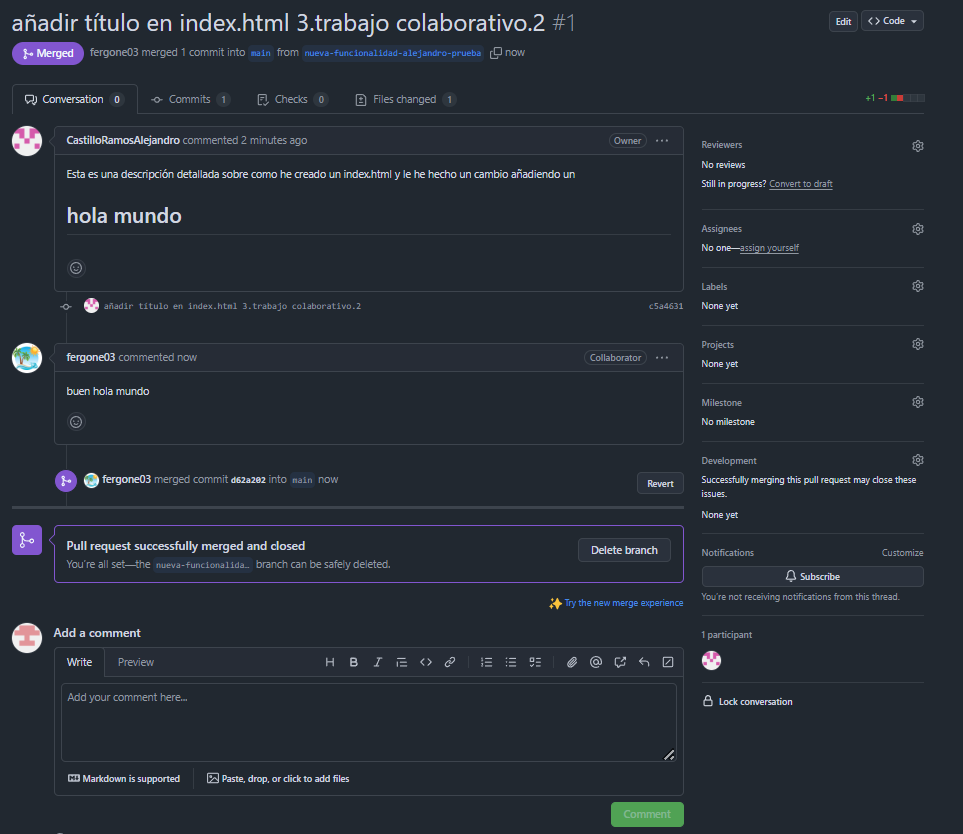 añadir título en index.html 3.trabajo colaborativo.2 #1
Edit
<> Code
Merged
fergone03 merged 1 commit into main from nueva-funcionalidad-alejandro-prueba now
Conversation 0
Commits 1
Checks 0
Files changed 1
+1 −1
CastilloRamosAlejandro commented 2 minutes ago
Owner
Esta es una descripción detallada sobre como he creado un index.html y le he hecho un cambio añadiendo un
hola mundo
añadir título en index.html 3.trabajo colaborativo.2
c5a4631
fergone03 commented now
Collaborator
buen hola mundo
fergone03 merged commit d62a202 into main now
Revert
Pull request successfully merged and closed
You're all set—the nueva-funcionalida… branch can be safely deleted.
Delete branch
Try the new merge experience
Add a comment
Write
Preview
H B I
Add your comment here...
Markdown is supported
Paste, drop, or click to add files
Comment
Reviewers
No reviews
Still in progress? Convert to draft
Assignees
No one—assign yourself
Labels
None yet
Projects
None yet
Milestone
No milestone
Development
Successfully merging this pull request may close these
issues.
None yet
Notifications
Customize
Subscribe
You're not receiving notifications from this thread.
1 participant
Lock conversation